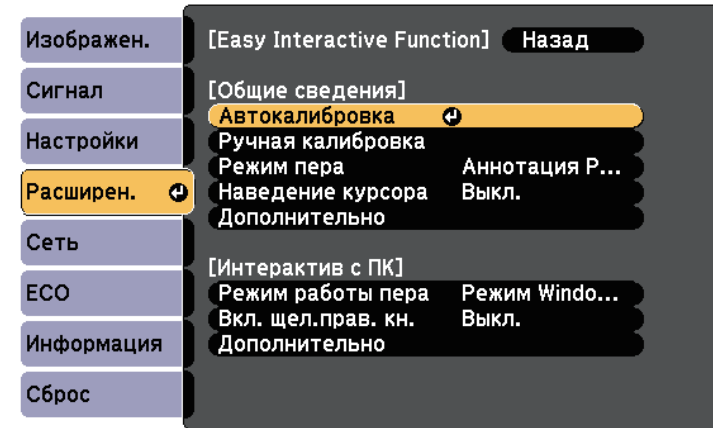 Изображен.
Сигнал
Настройки
Расширен.
Сеть
ECO
Информация
Сброс
[Easy Interactive Function] Назад
[Общие сведения]
Автокалибровка
Ручная калибровка
Режим пера Аннотация P...
Наведение курсора Выкл.
Дополнительно
[Интерактив с ПК]
Режим работы пера Режим Windo...
Вкл. щел.прав. кн. Выкл.
Дополнительно